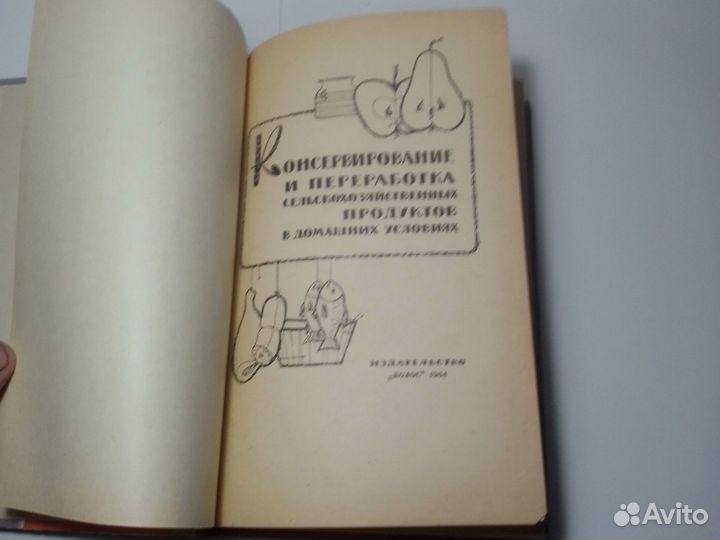 КОНСЕРВИРОВАНИЕ
И ПЕРЕРАБОТКА
СЕЛЬСКОХОЗЯЙСТВЕННЫХ
ПРОДУКТОВ
В ДОМАШНИХ УСЛОВИЯХ
ИЗДАТЕЛЬСТВО
„КОЛОС" 1964
Avito